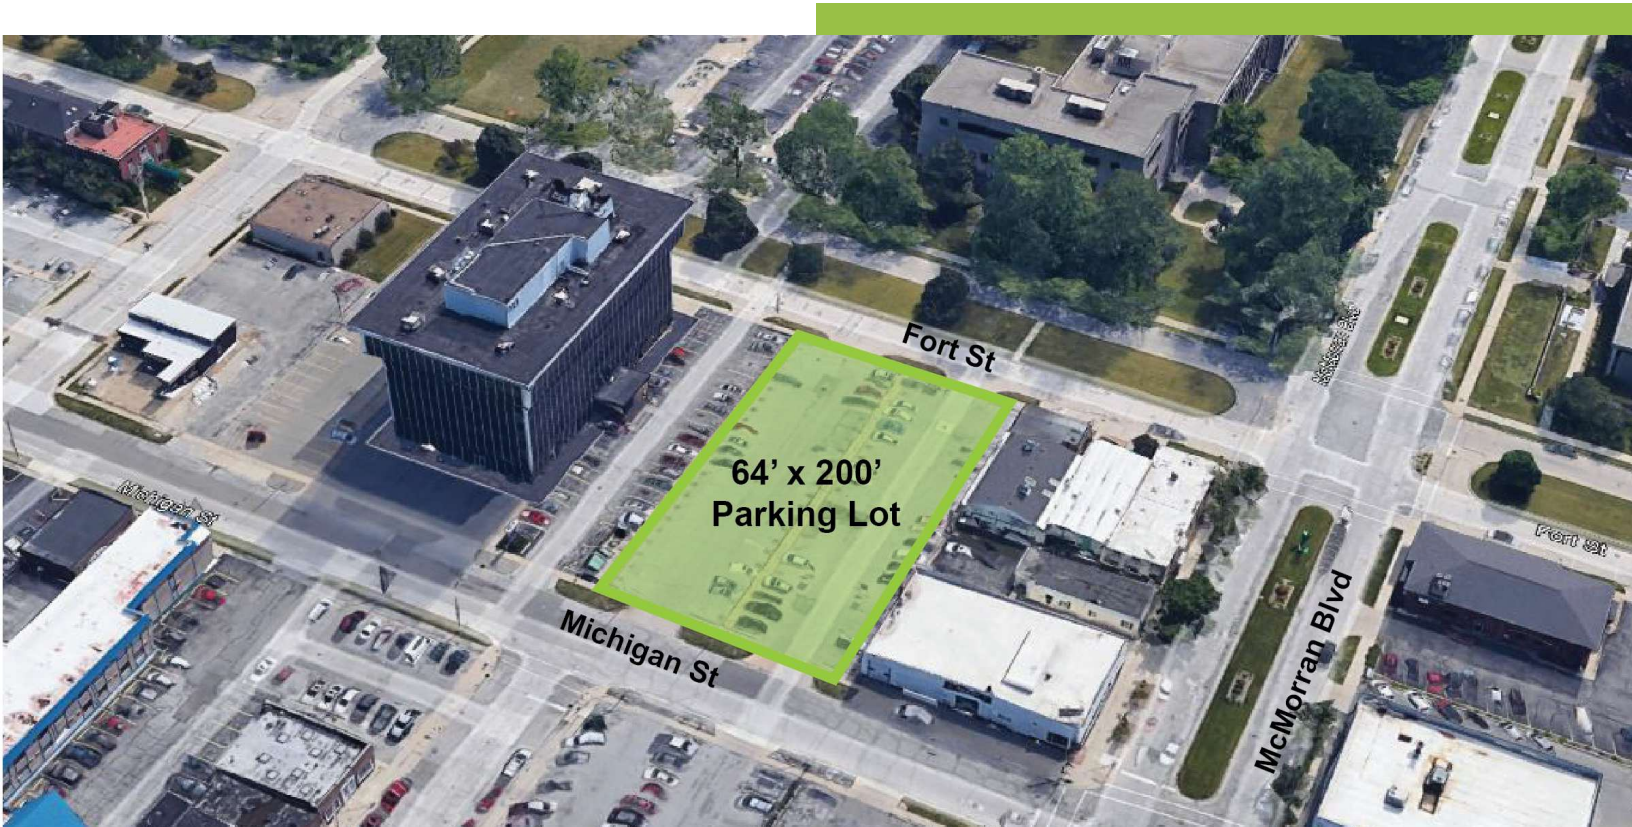 Fort St
64’ x 200’
Parking Lot
Michigan St
Michigan St
Fort St
McMorran Blvd